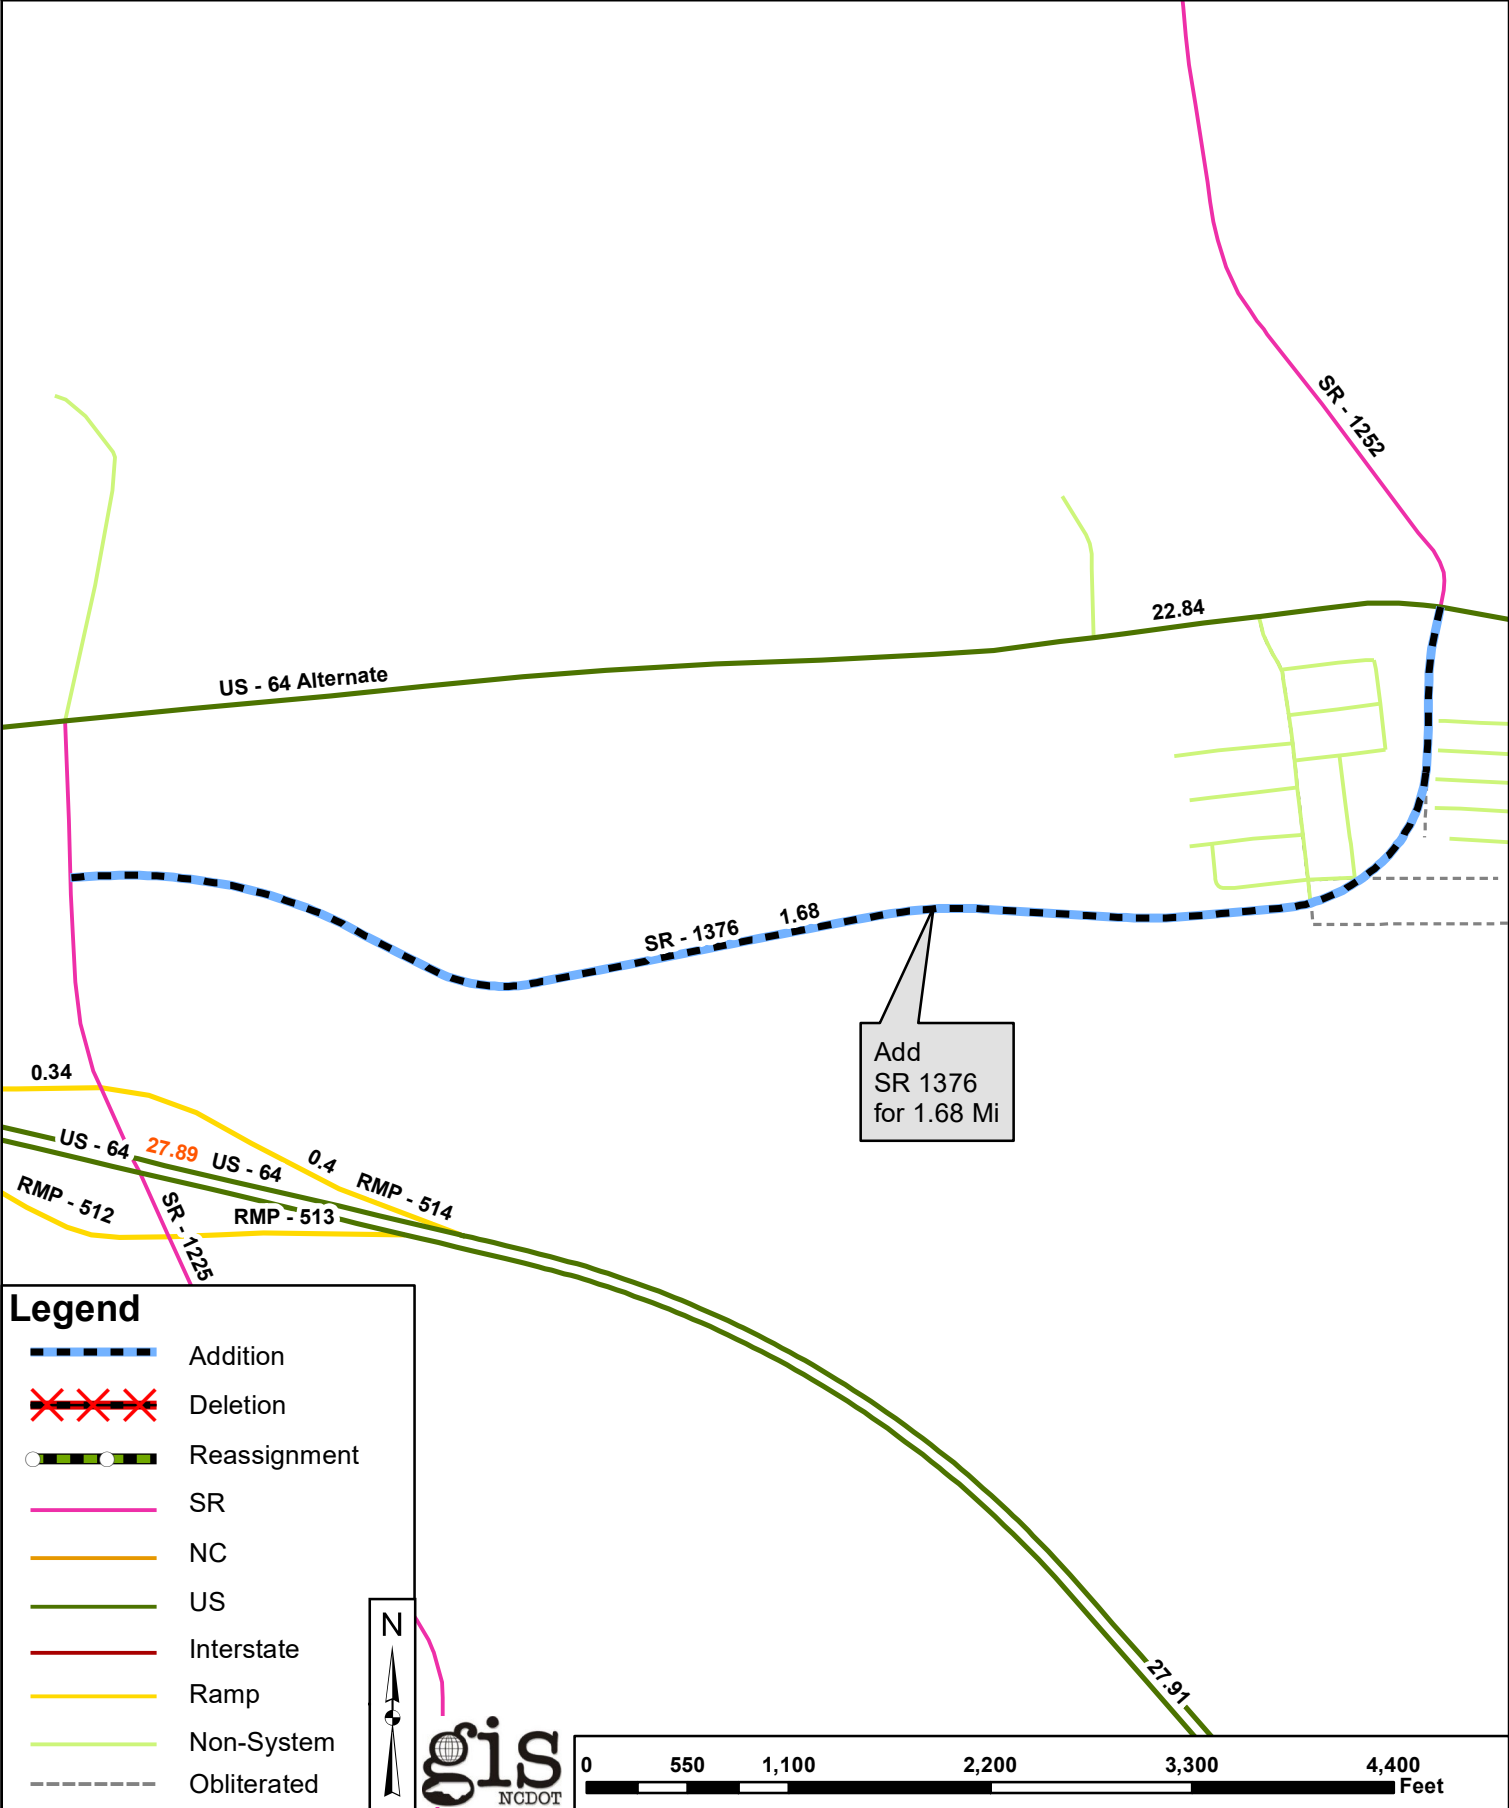 SR - 1252
22.84
US - 64 Alternate
SR - 1376
1.68
Add
SR 1376
for 1.68 Mi
0.34
US - 64
27.89
US - 64
0.4
RMP - 514
RMP - 512
RMP - 513
SR - 1225
27.91
Legend
Addition
Deletion
Reassignment
SR
NC
US
Interstate
Ramp
Non-System
Obliterated
N
gis
NCDOT
0 550 1,100 2,200 3,300 4,400
Feet